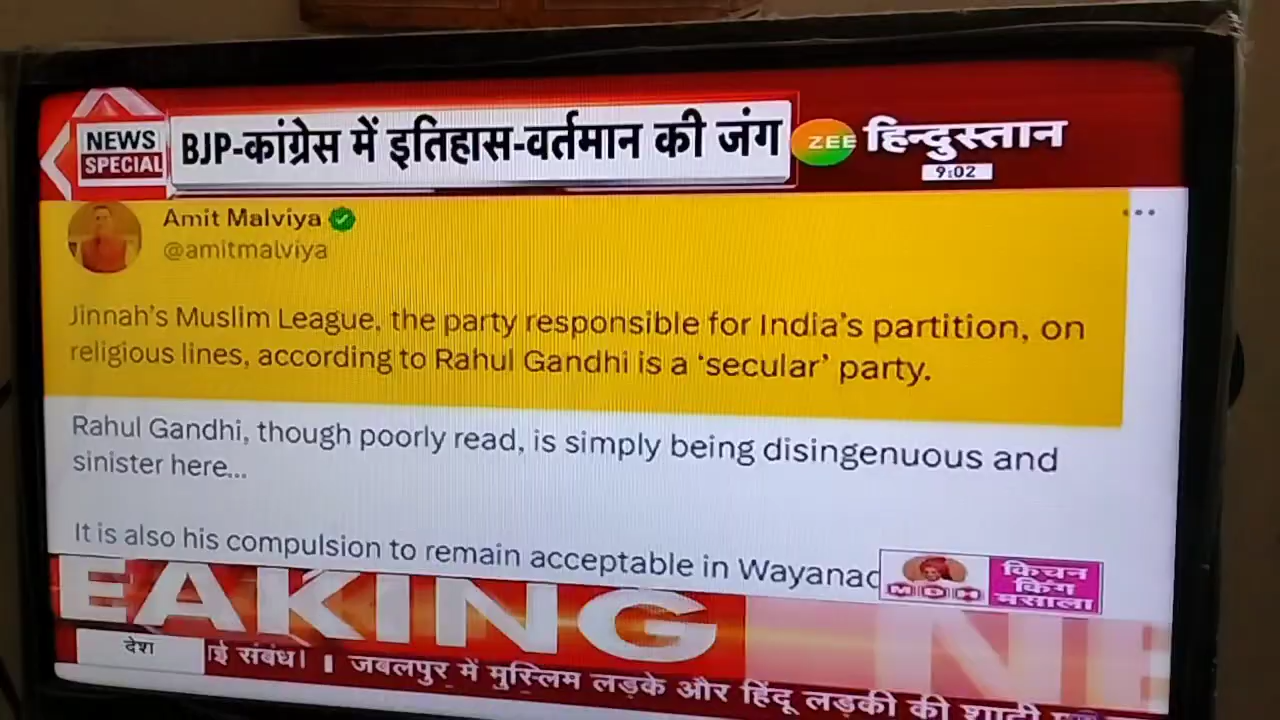 NEWS
SPECIAL
BJP-कांग्रेस में इतिहास-वर्तमान की जंग
ZEE हिन्दुस्तान
9:02
Amit Malviya
@amitmalviya
Jinnah's Muslim League, the party responsible for India's partition, on
religious lines, according to Rahul Gandhi is a 'secular' party.
Rahul Gandhi, though poorly read, is simply being disingenuous and
sinister here...
It is also his compulsion to remain acceptable in Wayanad
MDH
किचन
किंग
मसाला
EAKING NE
देश
ई संबंध। जबलपुर में मुस्लिम लड़के और हिंदू लड़की की शादी